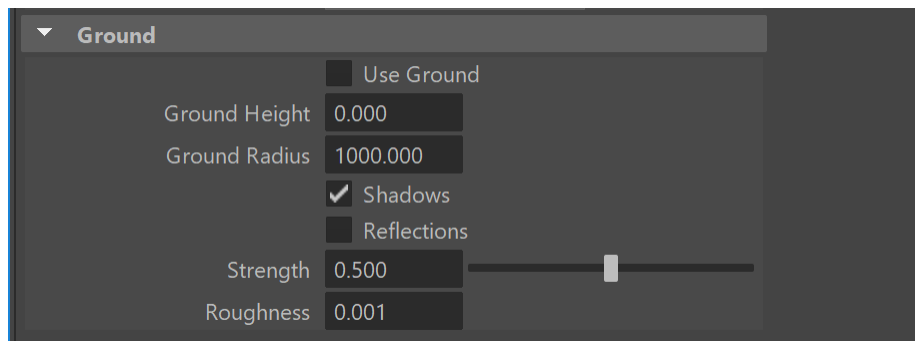 Ground
Use Ground
Ground Height 0.000
Ground Radius 1000.000
Shadows
Reflections
Strength 0.500
Roughness 0.001